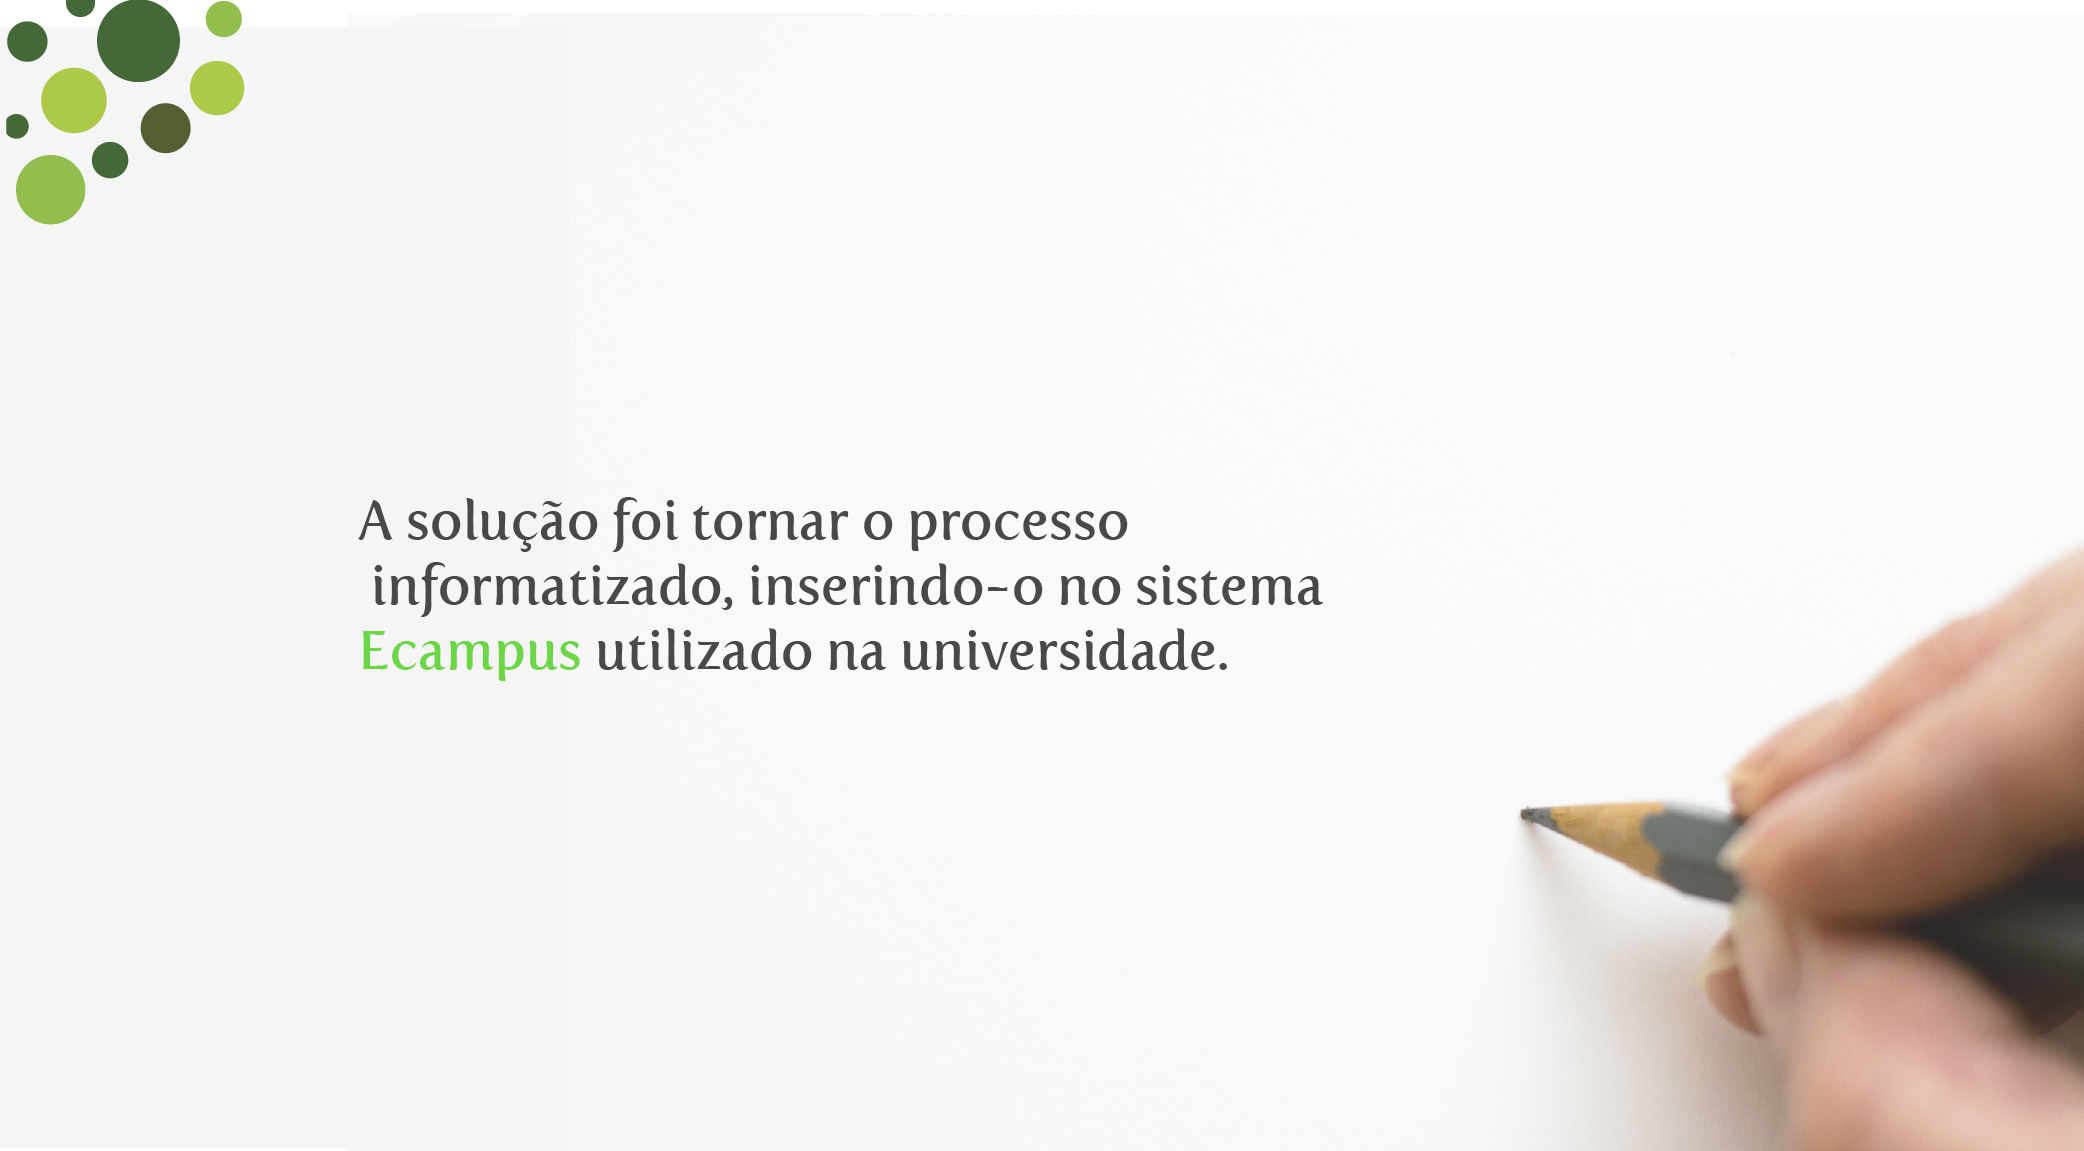 A solução foi tornar o processo
informatizado, inserindo-o no sistema
Ecampus utilizado na universidade.